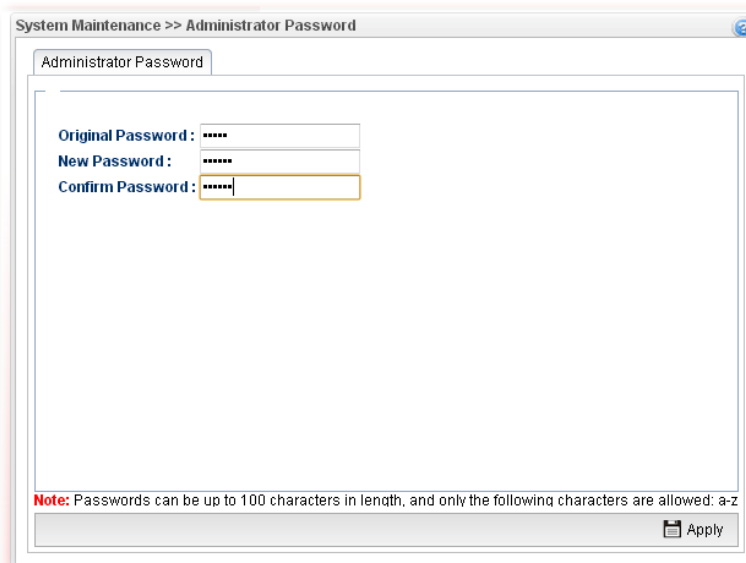 System Maintenance >> Administrator Password
Administrator Password
Original Password : •••••
New Password : ••••••
Confirm Password : ••••••
Note: Passwords can be up to 100 characters in length, and only the following characters are allowed: a-z
Apply